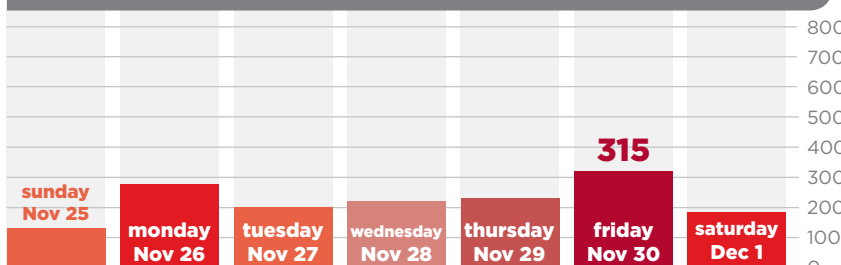 800
700
600
500
400
300
200
100
315
sunday
Nov 25
monday
Nov 26
tuesday
Nov 27
wednesday
Nov 28
thursday
Nov 29
friday
Nov 30
saturday
Dec 1